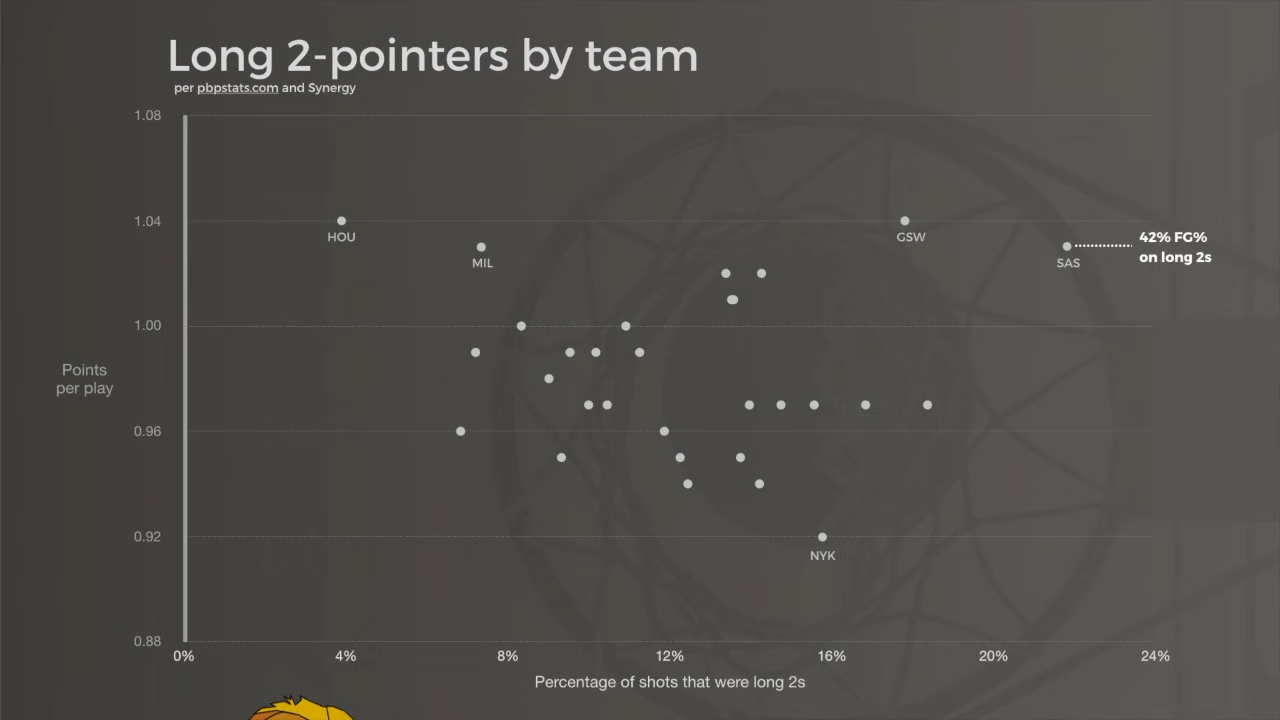 Long 2-pointers by team
per pbpstats.com and Synergy
1.08
1.04
1.00
0.96
0.92
0.88
Points
per play
HOU
MIL
GSW
SAS
42% FG%
on long 2s
NYK
0%
4%
8%
12%
16%
20%
24%
Percentage of shots that were long 2s